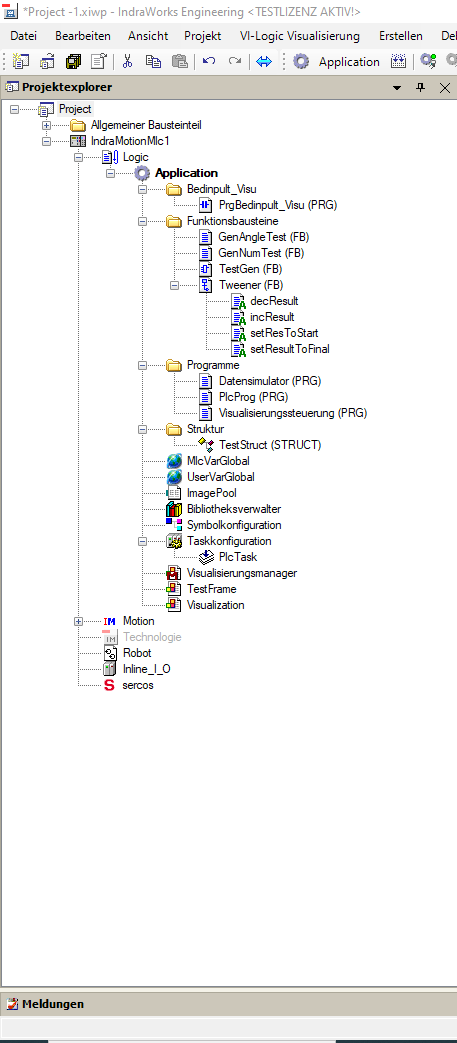 *Project -1.xiwp - IndraWorks Engineering <TESTLIZENZ AKTIV!>
Datei Bearbeiten Ansicht Projekt VI-Logic Visualisierung Erstellen
Application
Projektexplorer
Project
Allgemeiner Bausteinteil
IndraMotionMlc1
Logic
Application
Bedinpult_Visu
PrgBedinpult_Visu (PRG)
Funktionsbausteine
GenAngleTest (FB)
GenNumTest (FB)
TestGen (FB)
Tweener (FB)
decResult
incResult
setResToStart
setResultToFinal
Programme
Datensimulator (PRG)
PlcProg (PRG)
Visualisierungssteuerung (PRG)
Struktur
TestStruct (STRUCT)
MlcVarGlobal
UserVarGlobal
ImagePool
Bibliotheksverwalter
Symbolkonfiguration
Taskkonfiguration
PlcTask
Visualisierungsmanager
TestFrame
Visualization
IM Motion
IM Technologie
Robot
Inline_I_O
S sercos
Meldungen